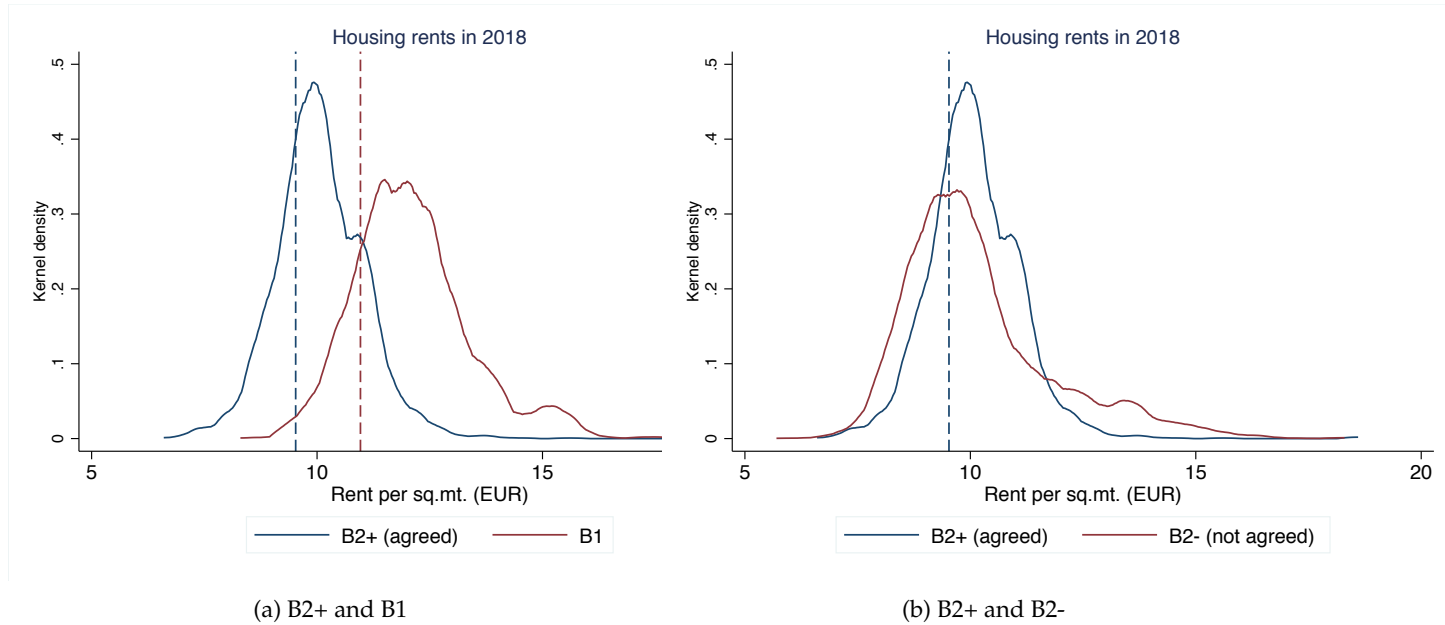 Housing rents in 2018
.5
.4
.3
.2
.1
0
Kernel density
5
10
15
Rent per sq.mt. (EUR)
B2+ (agreed)
B1
(a) B2+ and B1
Housing rents in 2018
.5
.4
.3
.2
.1
0
Kernel density
5
10
15
20
Rent per sq.mt. (EUR)
B2+ (agreed)
B2- (not agreed)
(b) B2+ and B2-